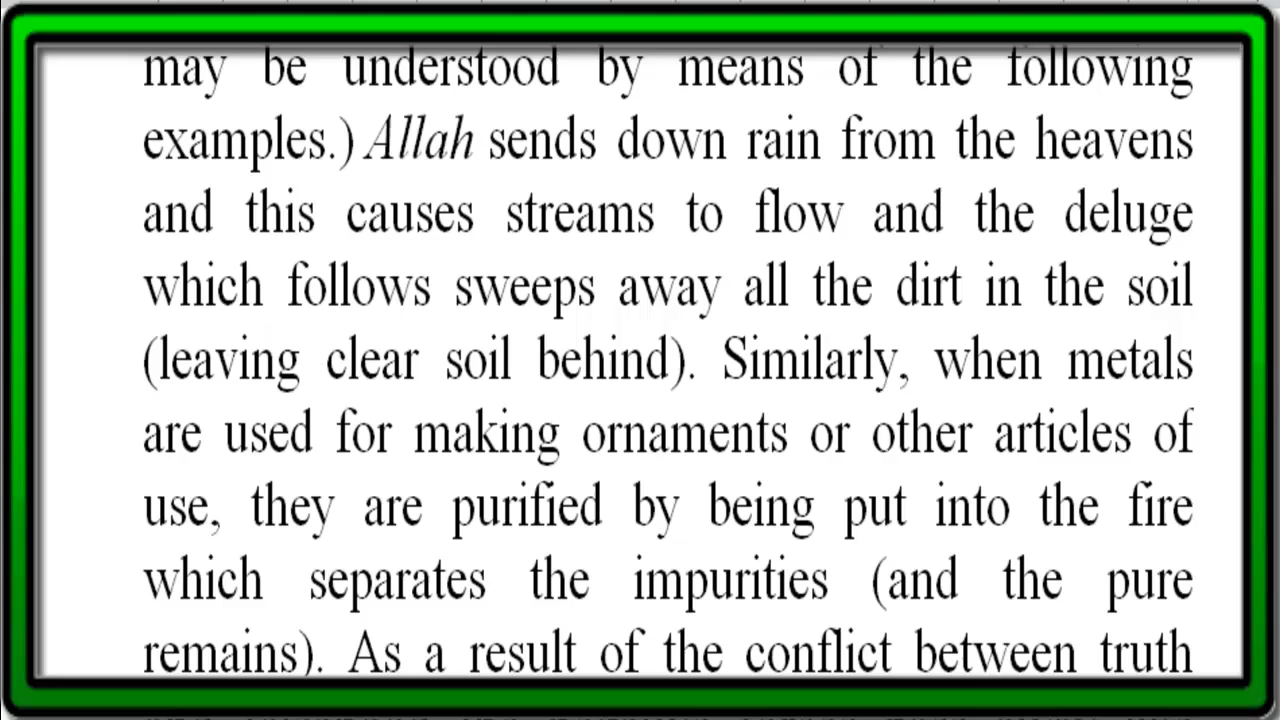 may be understood by means of the following
examples.) Allah sends down rain from the heavens
and this causes streams to flow and the deluge
which follows sweeps away all the dirt in the soil
(leaving clear soil behind). Similarly, when metals
are used for making ornaments or other articles of
use, they are purified by being put into the fire
which separates the impurities (and the pure
remains). As a result of the conflict between truth